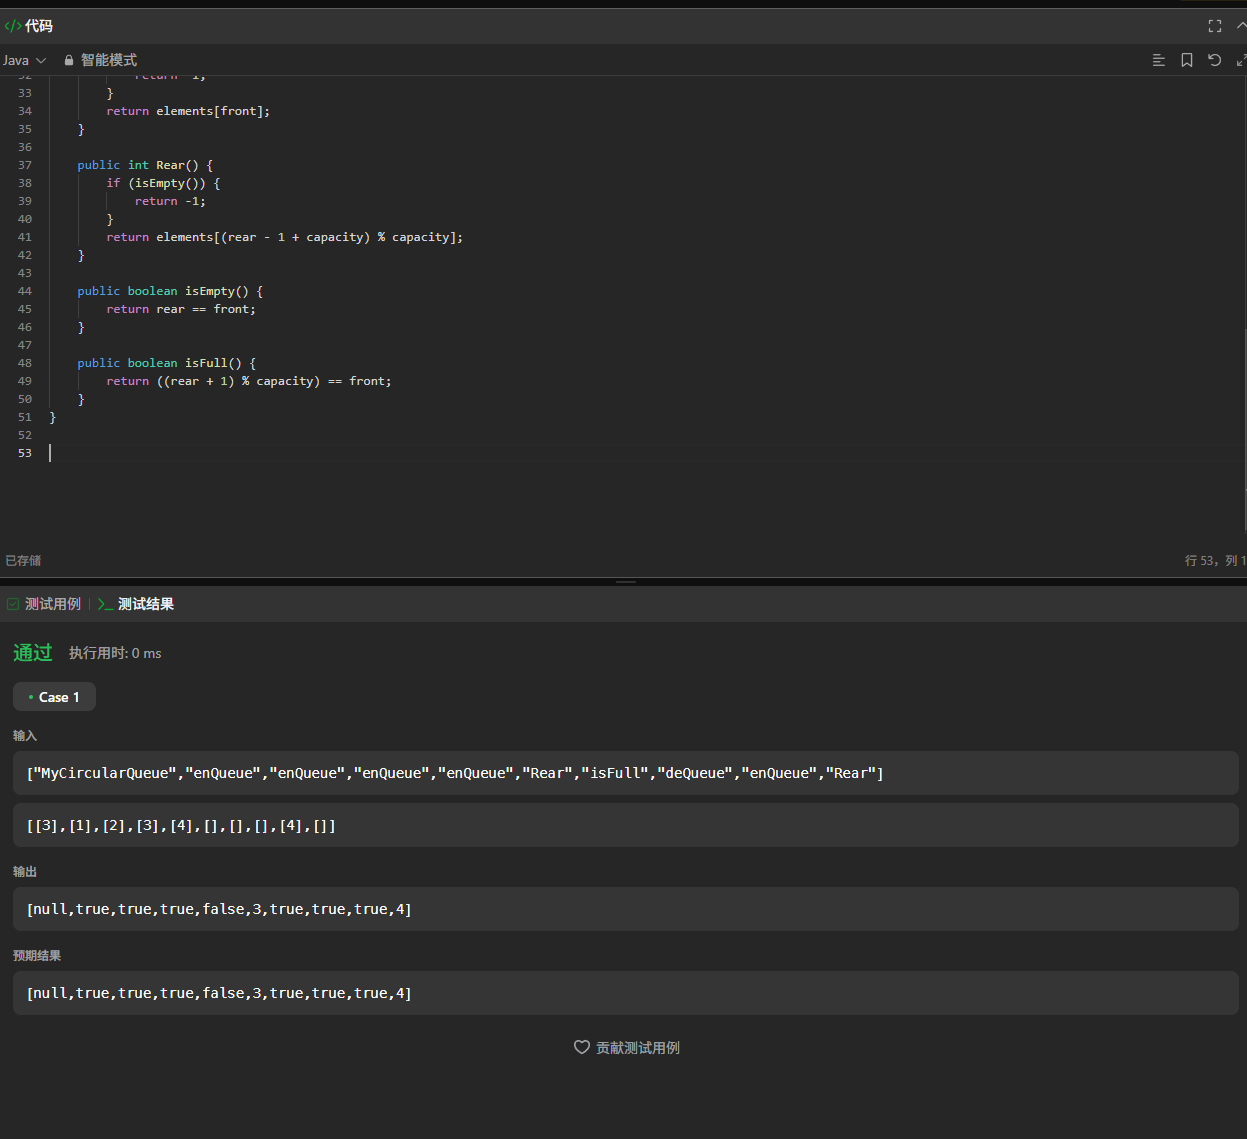 </> 代码
Java 智能模式
32 return -1;
33 }
34 return elements[front];
35 }
36
37 public int Rear() {
38 if (isEmpty()) {
39 return -1;
40 }
41 return elements[(rear - 1 + capacity) % capacity];
42 }
43
44 public boolean isEmpty() {
45 return rear == front;
46 }
47
48 public boolean isFull() {
49 return ((rear + 1) % capacity) == front;
50 }
51 }
52
53
已存储 行 53，列 1
测试用例 | >_ 测试结果
通过 执行用时: 0 ms
• Case 1
输入
["MyCircularQueue","enQueue","enQueue","enQueue","enQueue","Rear","isFull","deQueue","enQueue","Rear"]
[[3],[1],[2],[3],[4],[],[],[],[4],[]]
输出
[null,true,true,true,false,3,true,true,true,4]
预期结果
[null,true,true,true,false,3,true,true,true,4]
贡献测试用例